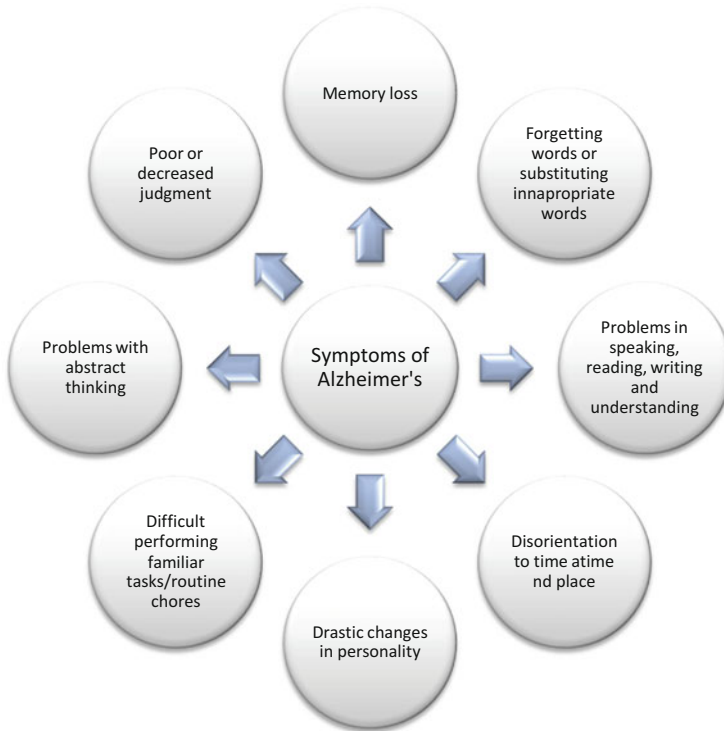 Memory loss
Forgetting
words or
substituting
innapropriate
words
Problems in
speaking,
reading, writing
and
understanding
Disorientation
to time atime
nd place
Drastic changes
in personality
Difficult
performing
familiar
tasks/routine
chores
Problems with
abstract
thinking
Poor or
decreased
judgment
Symptoms of
Alzheimer's